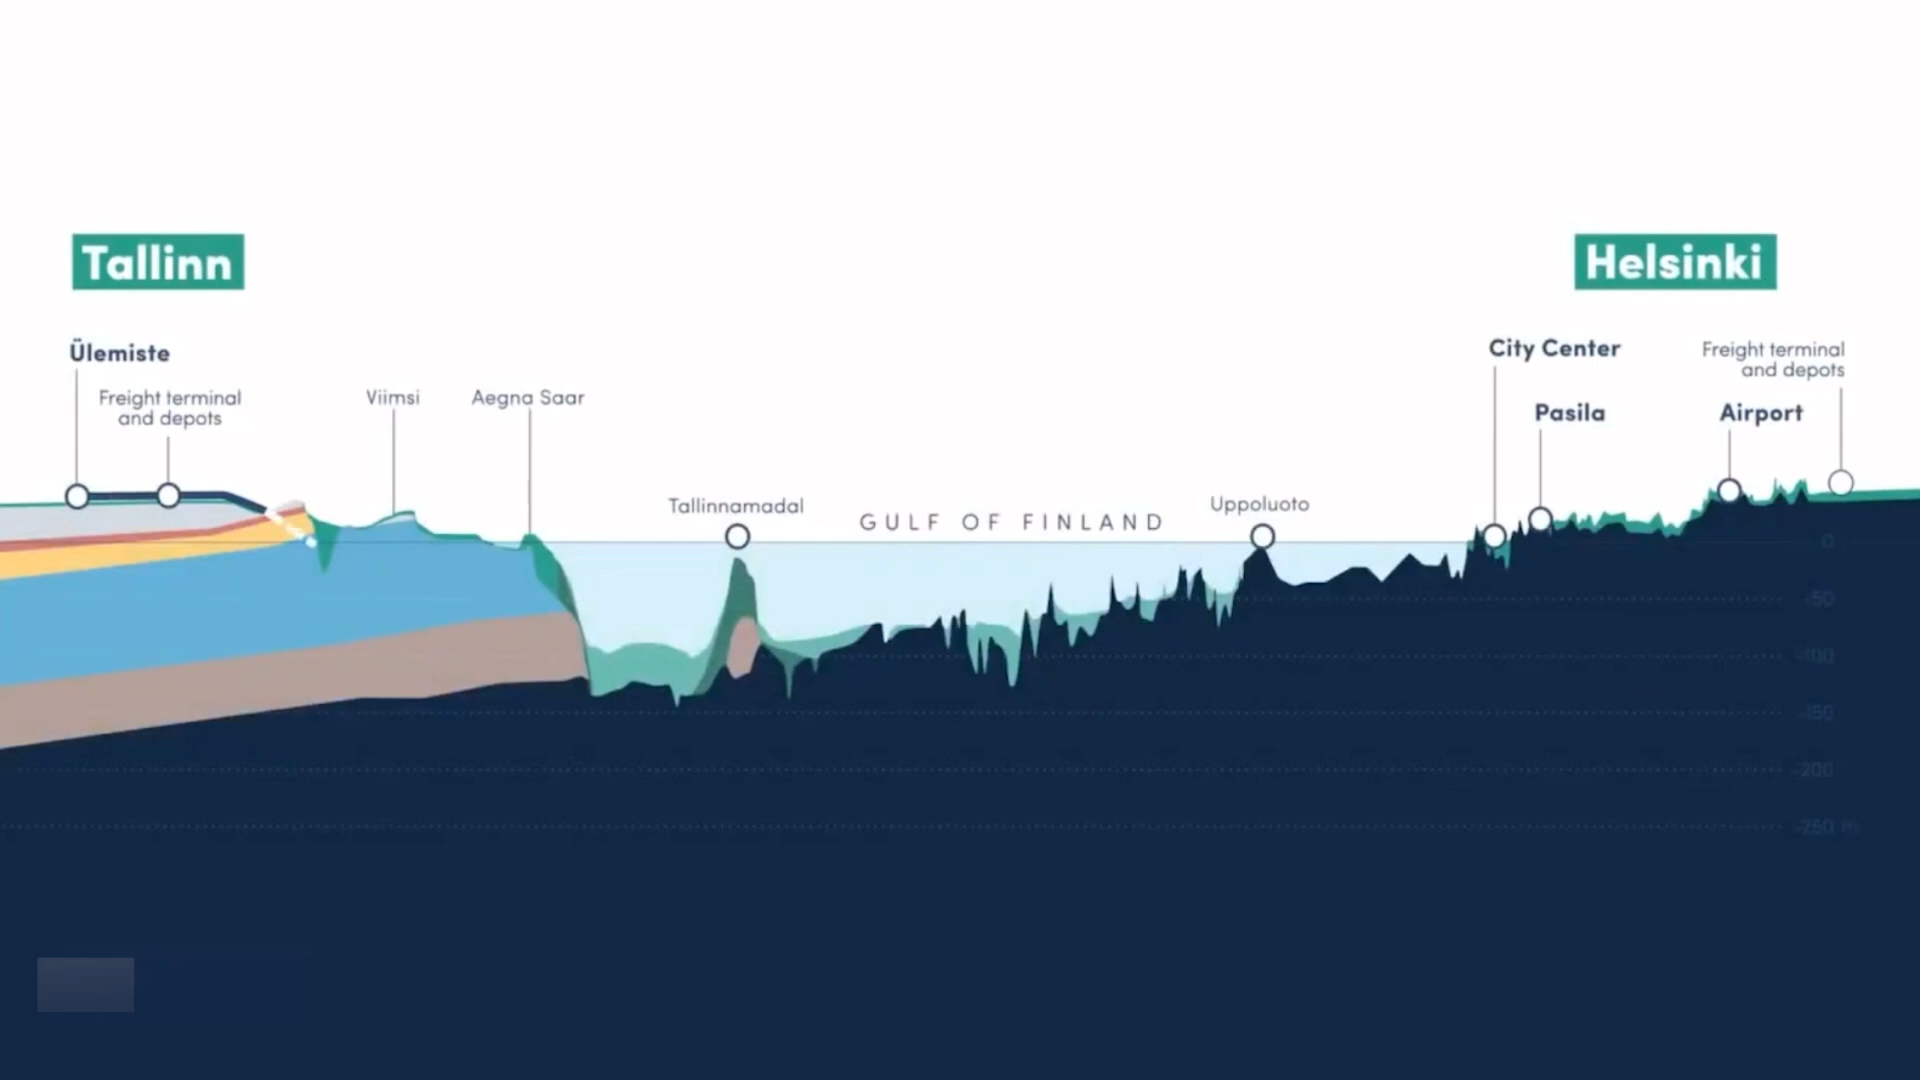 Tallinn
Helsinki
Ülemiste
City Center
Freight terminal
and depots
Freight terminal
and depots
Viimsi
Aegna Saar
Pasila
Airport
Tallinnamadal
GULF OF FINLAND
Uppoluoto
0
-50
-100
-150
-200
-250 m